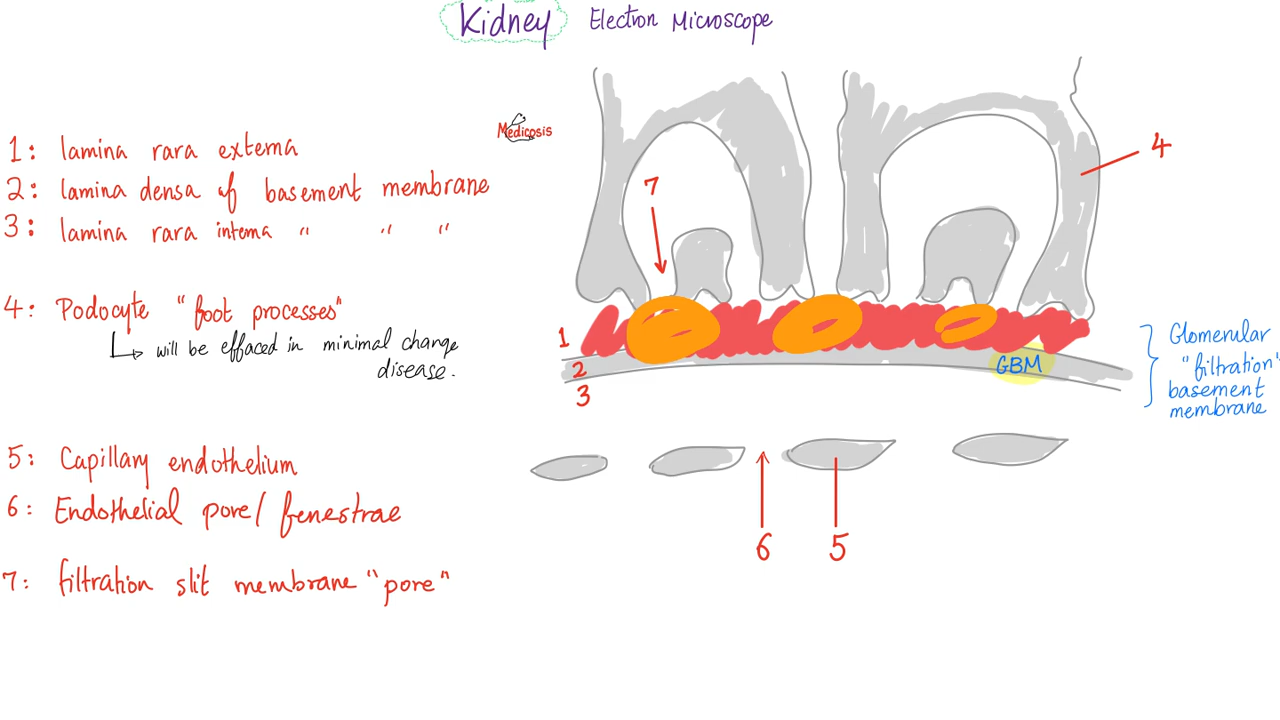 Kidney Electron Microscope
Medicosis
1: lamina rara externa
2: lamina densa of basement membrane
3: lamina rara interna " " "
4: Podocyte "foot processes"
will be effaced in minimal change
disease.
5: Capillary endothelium
6: Endothelial pore/ fenestrae
7: filtration slit membrane "pore"
4
7
1
2
3
GBM
Glomerular
"filtration"
basement
membrane
6 5